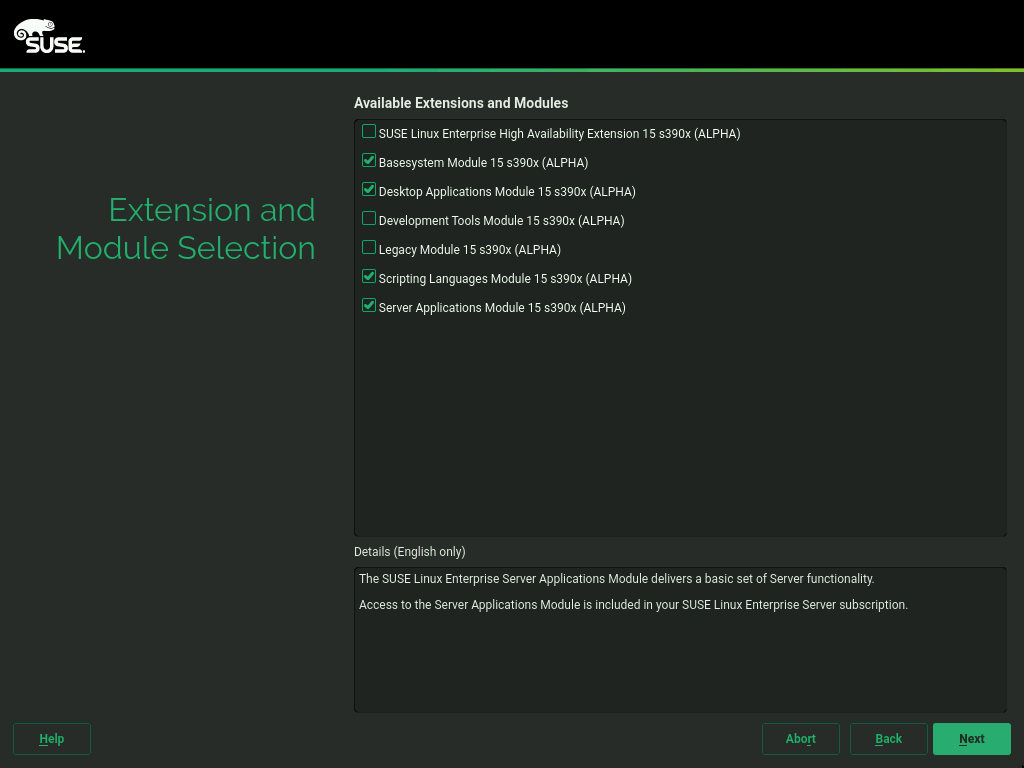 SUSE.
Available Extensions and Modules
SUSE Linux Enterprise High Availability Extension 15 s390x (ALPHA)
Basesystem Module 15 s390x (ALPHA)
Desktop Applications Module 15 s390x (ALPHA)
Development Tools Module 15 s390x (ALPHA)
Legacy Module 15 s390x (ALPHA)
Scripting Languages Module 15 s390x (ALPHA)
Server Applications Module 15 s390x (ALPHA)
Extension and
Module Selection
Details (English only)
The SUSE Linux Enterprise Server Applications Module delivers a basic set of Server functionality.
Access to the Server Applications Module is included in your SUSE Linux Enterprise Server subscription.
Help
Abort
Back
Next